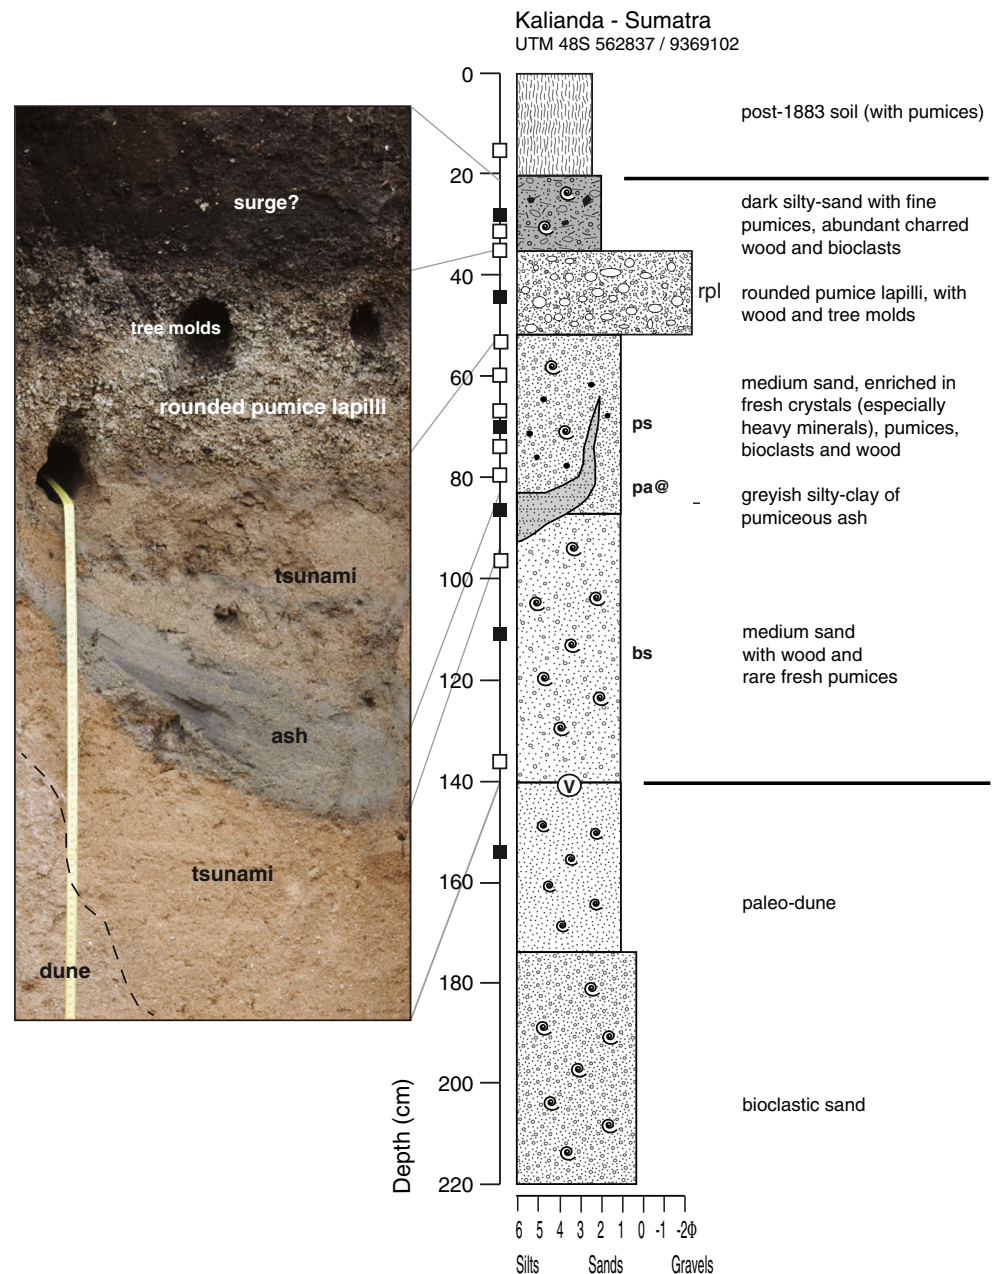 Kalianda - Sumatra
UTM 48S 562837 / 9369102
0
20
40
60
80
100
120
140
160
180
200
220
Depth (cm)
surge?
tree molds
rounded pumice lapilli
tsunami
ash
tsunami
dune
rpl
ps
pa@
bs
V
post-1883 soil (with pumices)
dark silty-sand with fine
pumices, abundant charred
wood and bioclasts
rounded pumice lapilli, with
wood and tree molds
medium sand, enriched in
fresh crystals (especially
heavy minerals), pumices,
bioclasts and wood
greyish silty-clay of
pumiceous ash
medium sand
with wood and
rare fresh pumices
paleo-dune
bioclastic sand
6 5 4 3 2 1 0 -1 -2Φ
Silts Sands Gravels